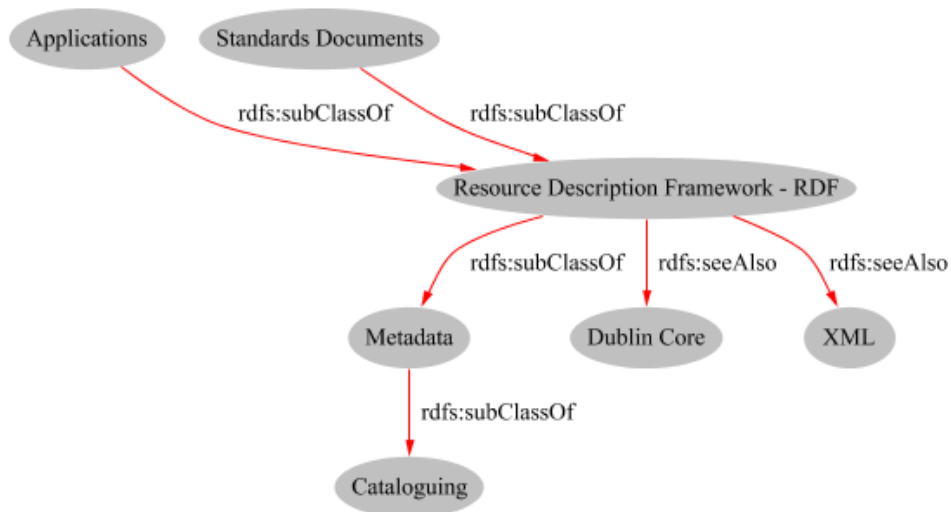 Applications
Standards Documents
rdfs:subClassOf
rdfs:subClassOf
Resource Description Framework - RDF
rdfs:subClassOf
rdfs:seeAlso
rdfs:seeAlso
Metadata
Dublin Core
XML
rdfs:subClassOf
Cataloguing